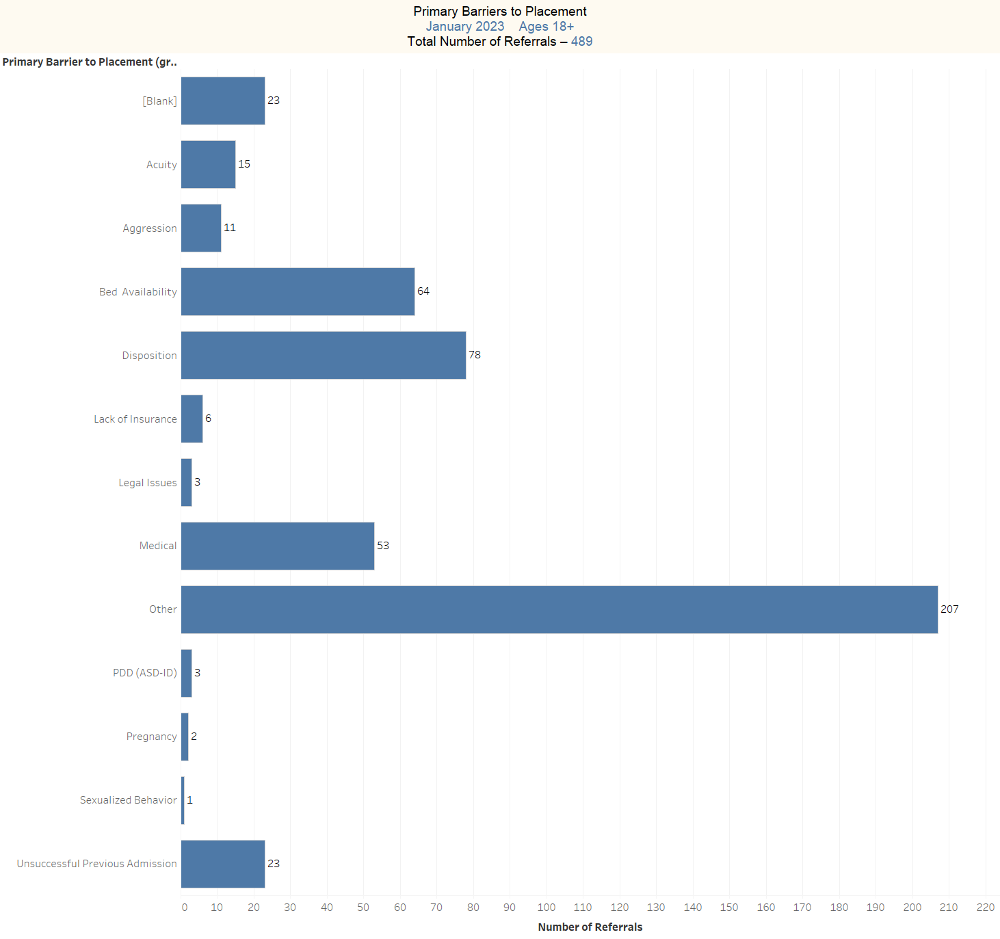 Primary Barriers to Placement
January 2023 Ages 18+
Total Number of Referrals – 489
Primary Barrier to Placement (gr..
[Blank] 23
Acuity 15
Aggression 11
Bed Availability 64
Disposition 78
Lack of Insurance 6
Legal Issues 3
Medical 53
Other 207
PDD (ASD-ID) 3
Pregnancy 2
Sexualized Behavior 1
Unsuccessful Previous Admission 23
0 10 20 30 40 50 60 70 80 90 100 110 120 130 140 150 160 170 180 190 200 210 220
Number of Referrals